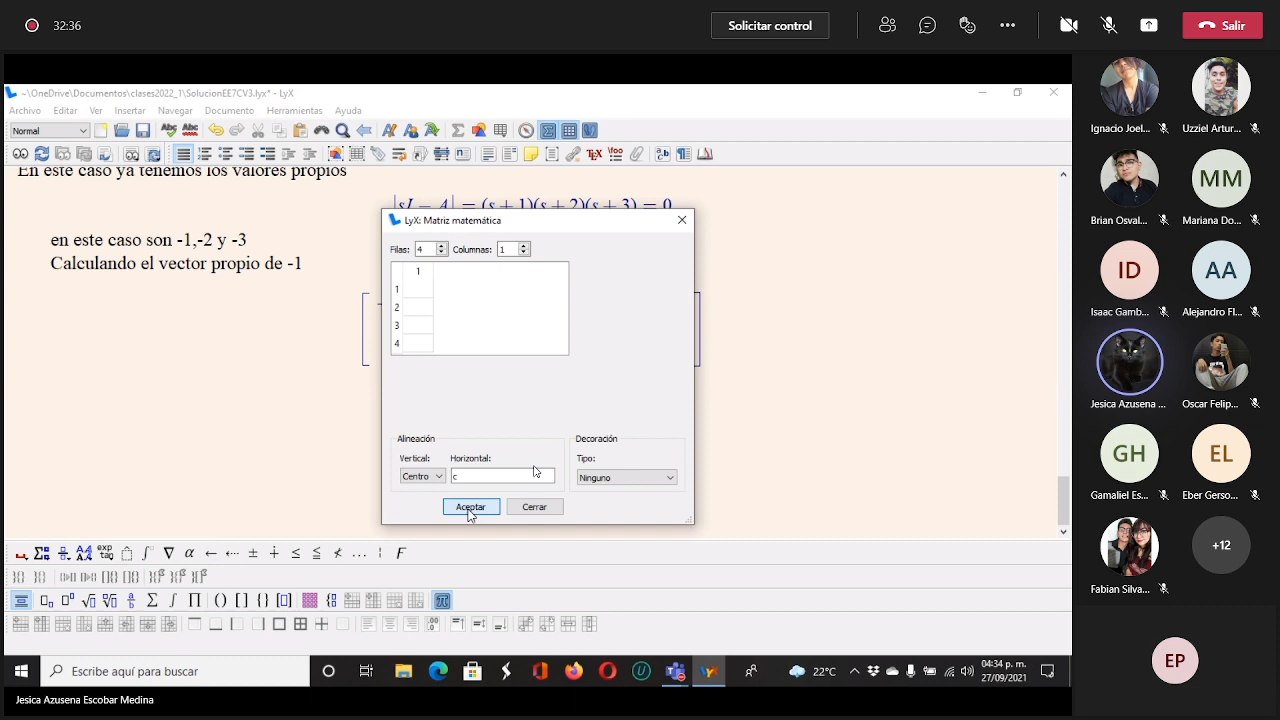 32:36
Solicitar control
Salir
~\OneDrive\Documentos\clases2022_1\SolucionEE7CV3.lyx* - LyX
Archivo Editar Ver Insertar Navegar Documento Herramientas Ayuda
Normal
En este caso ya tenemos los valores propios
|sI − A| = (s + 1)(s + 2)(s + 3) = 0
en este caso son -1,-2 y -3
Calculando el vector propio de -1
LyX: Matriz matemática
Filas: 4 Columnas: 1
1
1
2
3
4
Alineación
Vertical: Horizontal:
Centro c
Decoración
Tipo:
Ninguno
Aceptar Cerrar
Escribe aquí para buscar
22°C
04:34 p. m.
27/09/2021
Jesica Azusena Escobar Medina
Ignacio Joel... Uzziel Artur...
MM
Brian Osval... Mariana Do...
ID AA
Isaac Gamb... Alejandro Fl...
Jesica Azusena ... Oscar Felip...
GH EL
Gamaliel Es... Eber Gerso...
+12
Fabian Silva...
EP